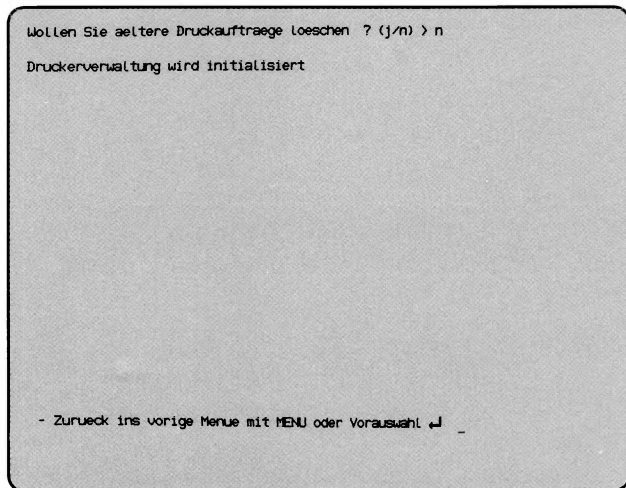 Wollen Sie aeltere Druckauftraege loeschen ? (j/n) > n
Druckerverwaltung wird initialisiert
- Zurueck ins vorige Menue mit MENU oder Vorauswahl ↵ _